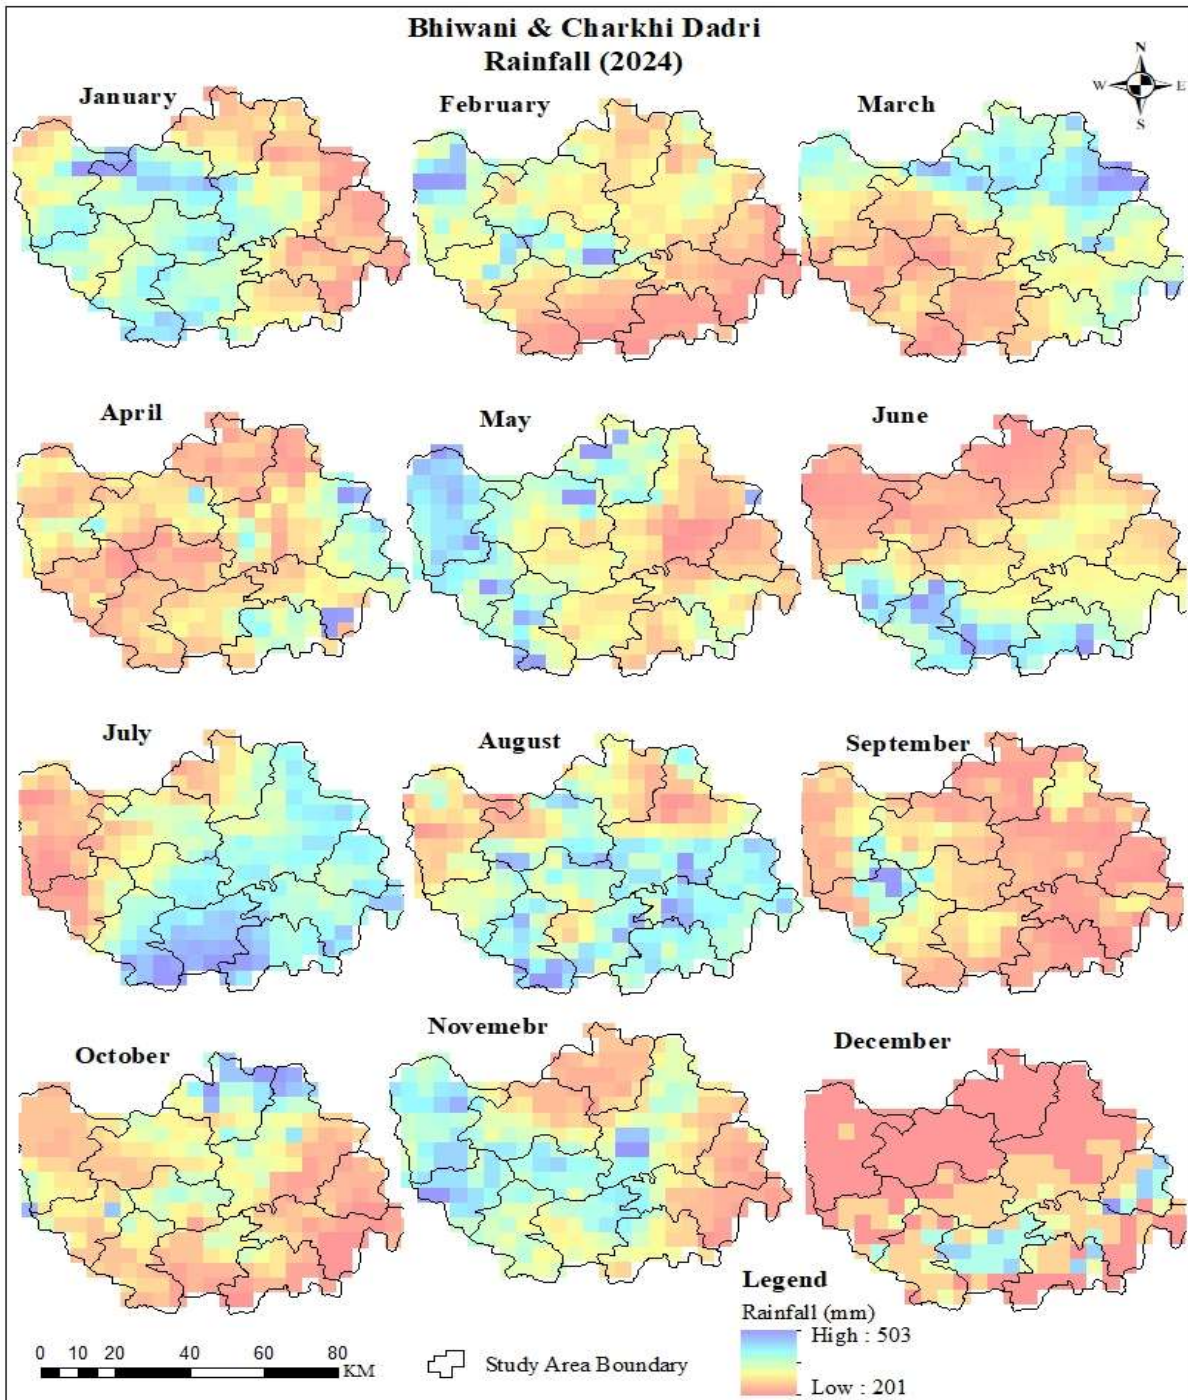 Bhiwani & Charkhi Dadri
Rainfall (2024)
N
W
E
S
January
February
March
April
May
June
July
August
September
October
Novemebr
December
Legend
Rainfall (mm)
High : 503
Low : 201
0 10 20 40 60 80
KM
Study Area Boundary